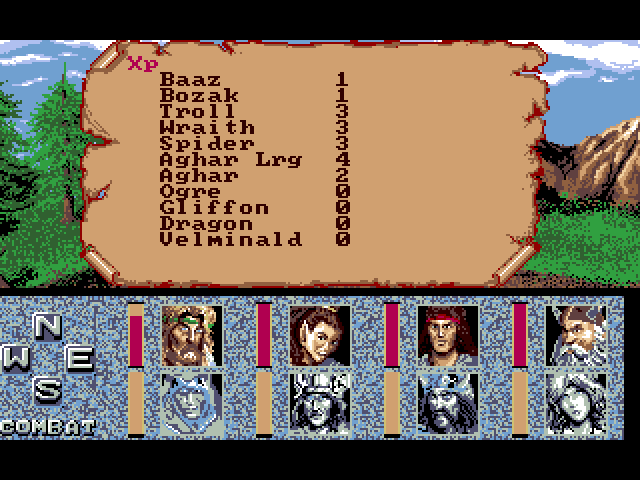 Xp
Baaz 1
Bozak 1
Troll 3
Wraith 3
Spider 3
Aghar Lrg 4
Aghar 2
Ogre 0
Gliffon 0
Dragon 0
Velminald 0
N
W E
S
COMBAT